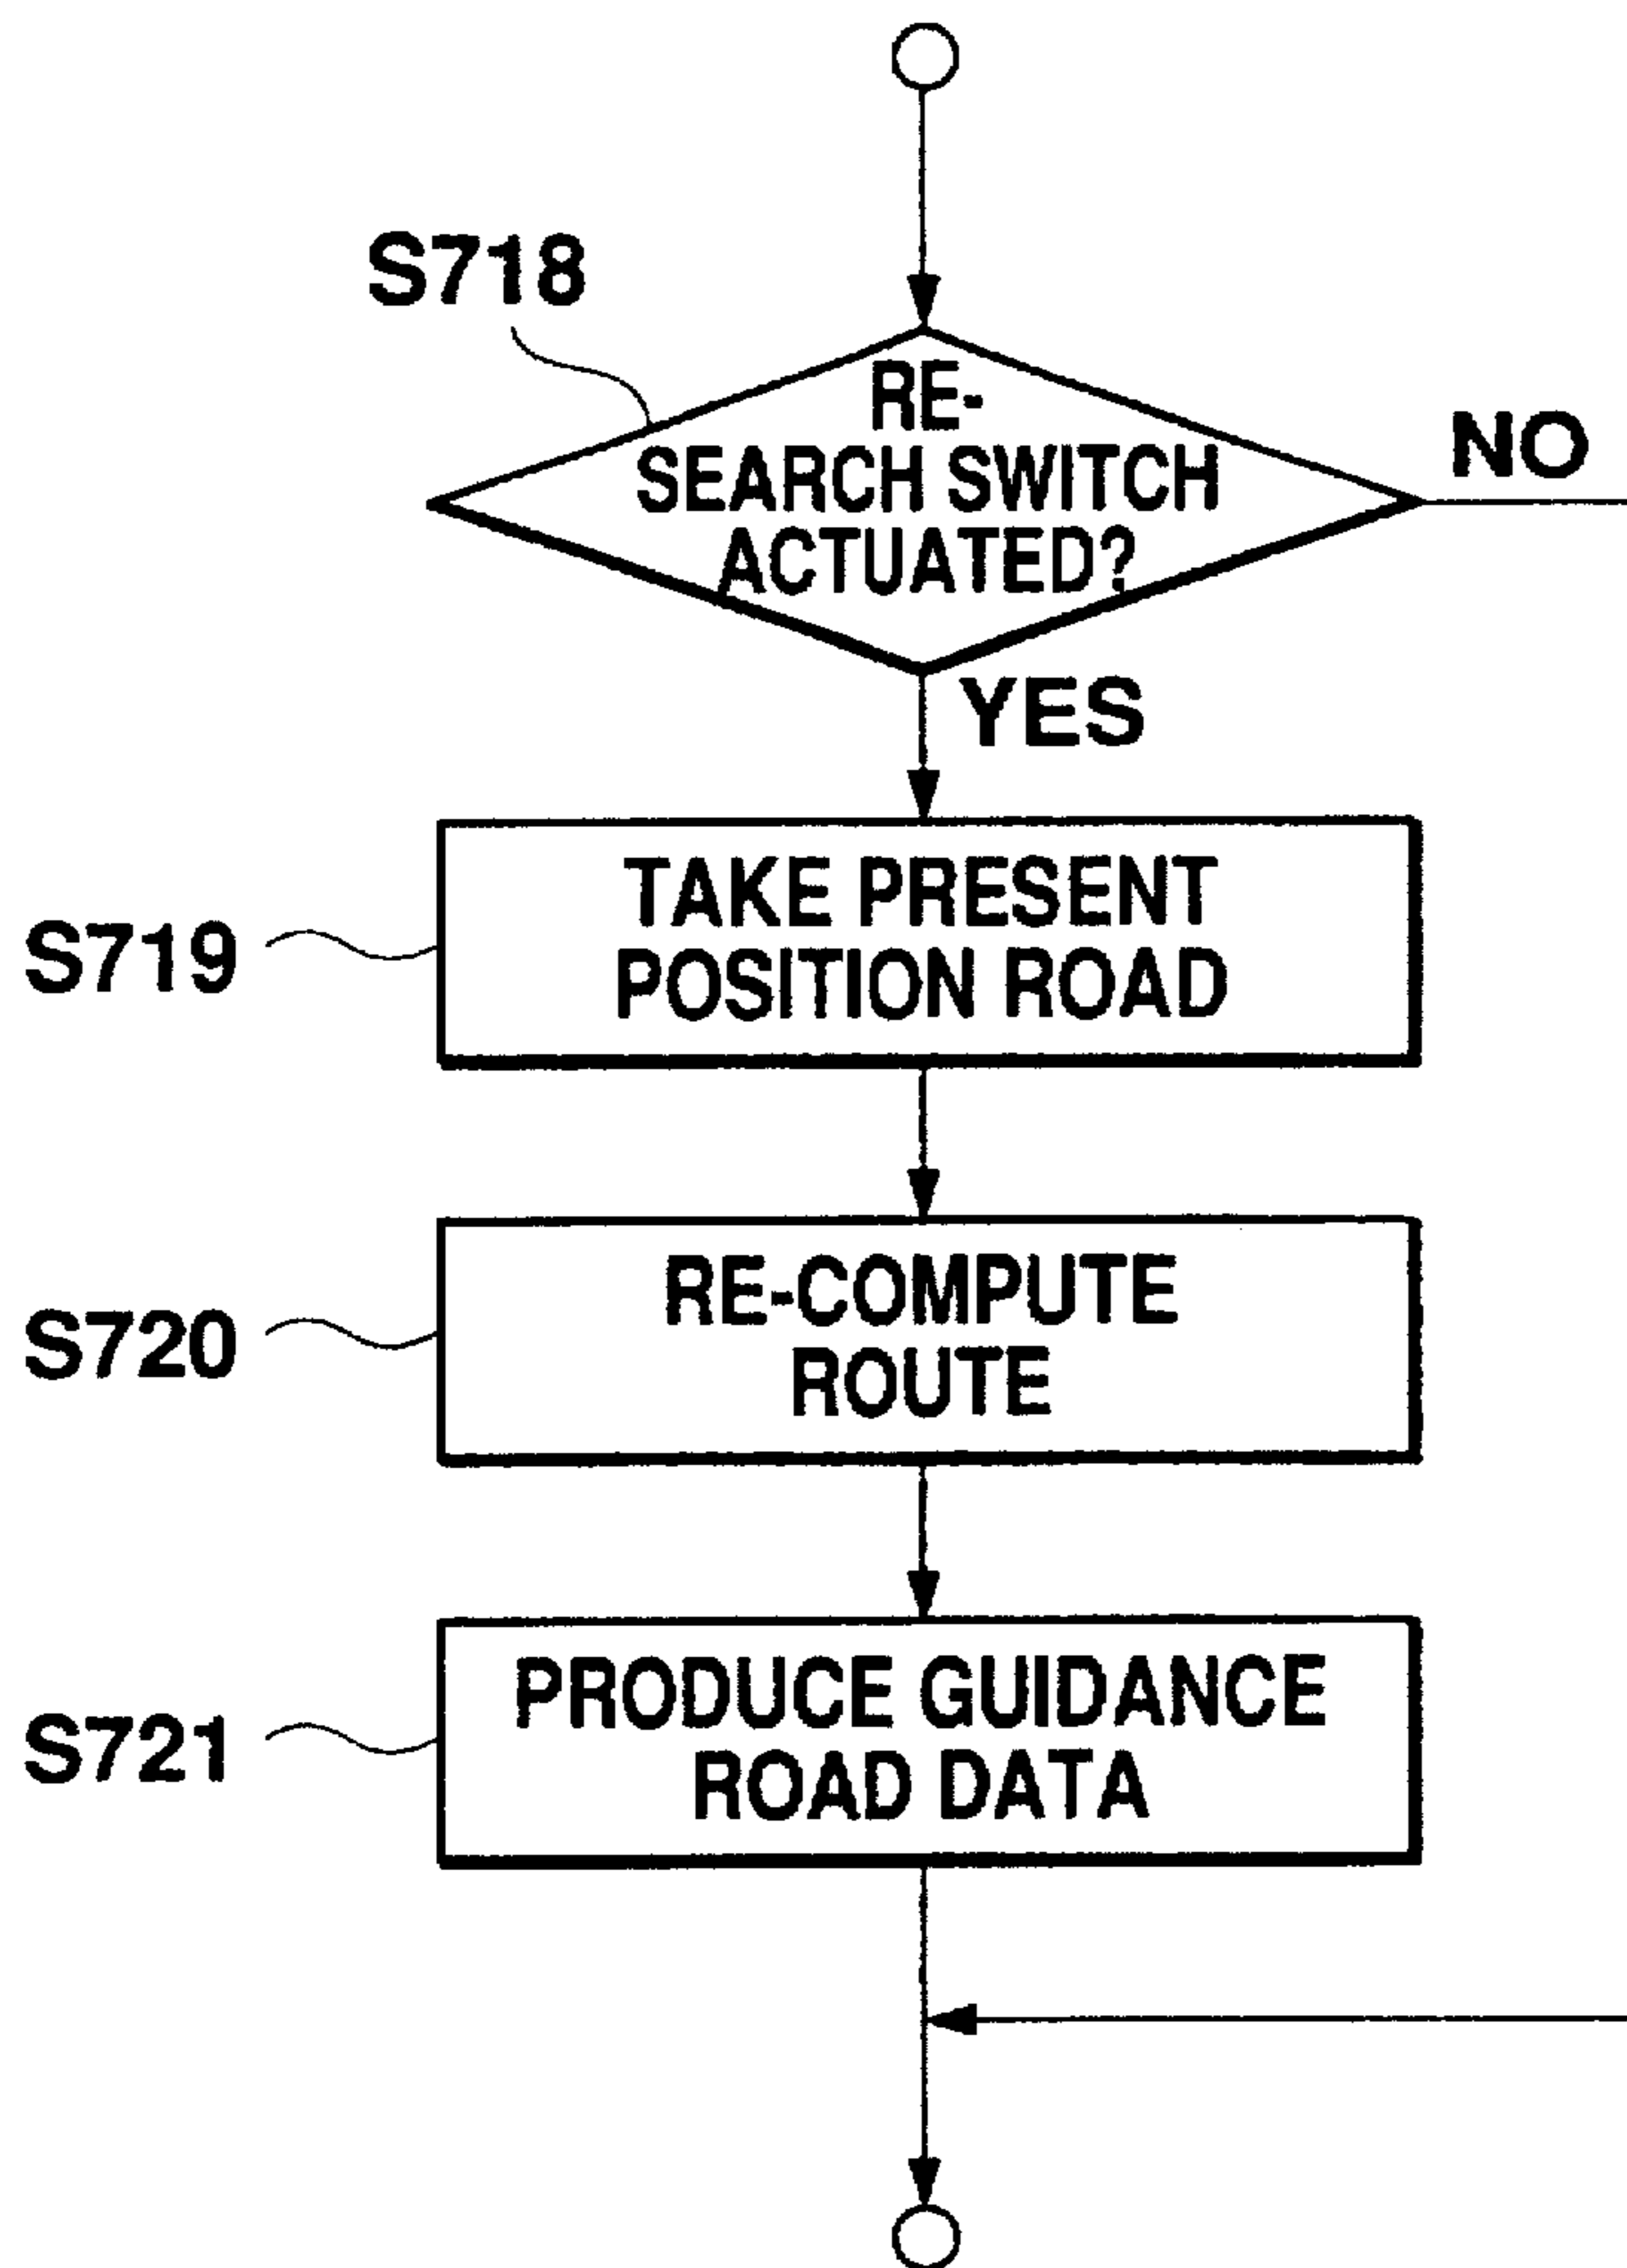 S718
RE-
SEARCH SWITCH
ACTUATED?
NO
YES
S719
TAKE PRESENT
POSITION ROAD
S720
RE-COMPUTE
ROUTE
S721
PRODUCE GUIDANCE
ROAD DATA